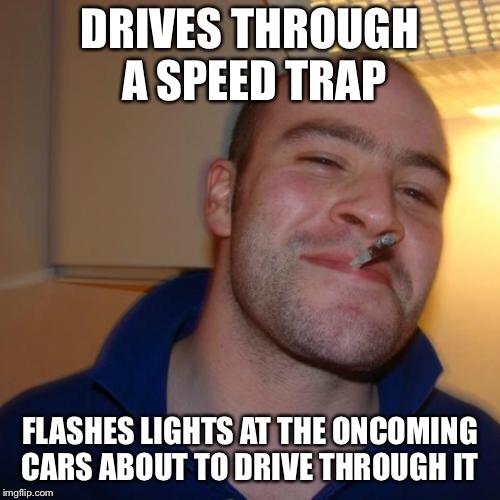 DRIVES THROUGH
A SPEED TRAP
FLASHES LIGHTS AT THE ONCOMING
CARS ABOUT TO DRIVE THROUGH IT
imgflip.com